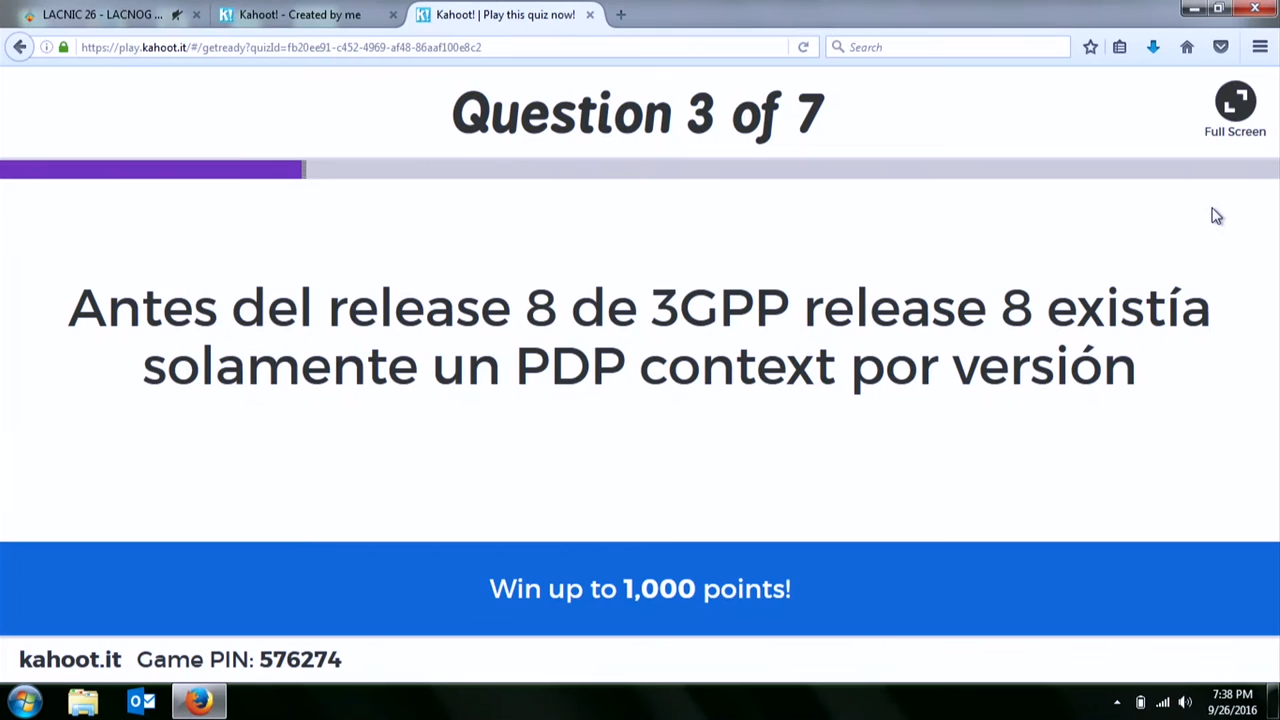 LACNIC 26 - LACNOG ...
Kahoot! - Created by me
Kahoot! | Play this quiz now!
https://play.kahoot.it/#/getready?quizId=fb20ee91-c452-4969-af48-86aaf100e8c2
Search
Question 3 of 7
Full Screen
Antes del release 8 de 3GPP release 8 existía
solamente un PDP context por versión
Win up to 1,000 points!
kahoot.it Game PIN: 576274
7:38 PM
9/26/2016